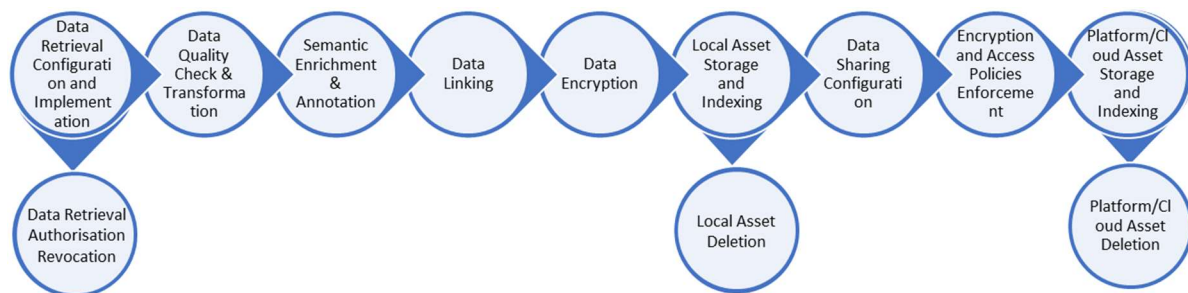 Data
Retrieval
Configurati
on and
Implement
ation
Data
Quality
Check &
Transforma
tion
Semantic
Enrichment
&
Annotation
Data
Linking
Data
Encryption
Local Asset
Storage
and
Indexing
Data
Sharing
Configurati
on
Encryption
and Access
Policies
Enforceme
nt
Platform/Cl
oud Asset
Storage
and
Indexing
Data Retrieval
Authorisation
Revocation
Local Asset
Deletion
Platform/Cl
oud Asset
Deletion